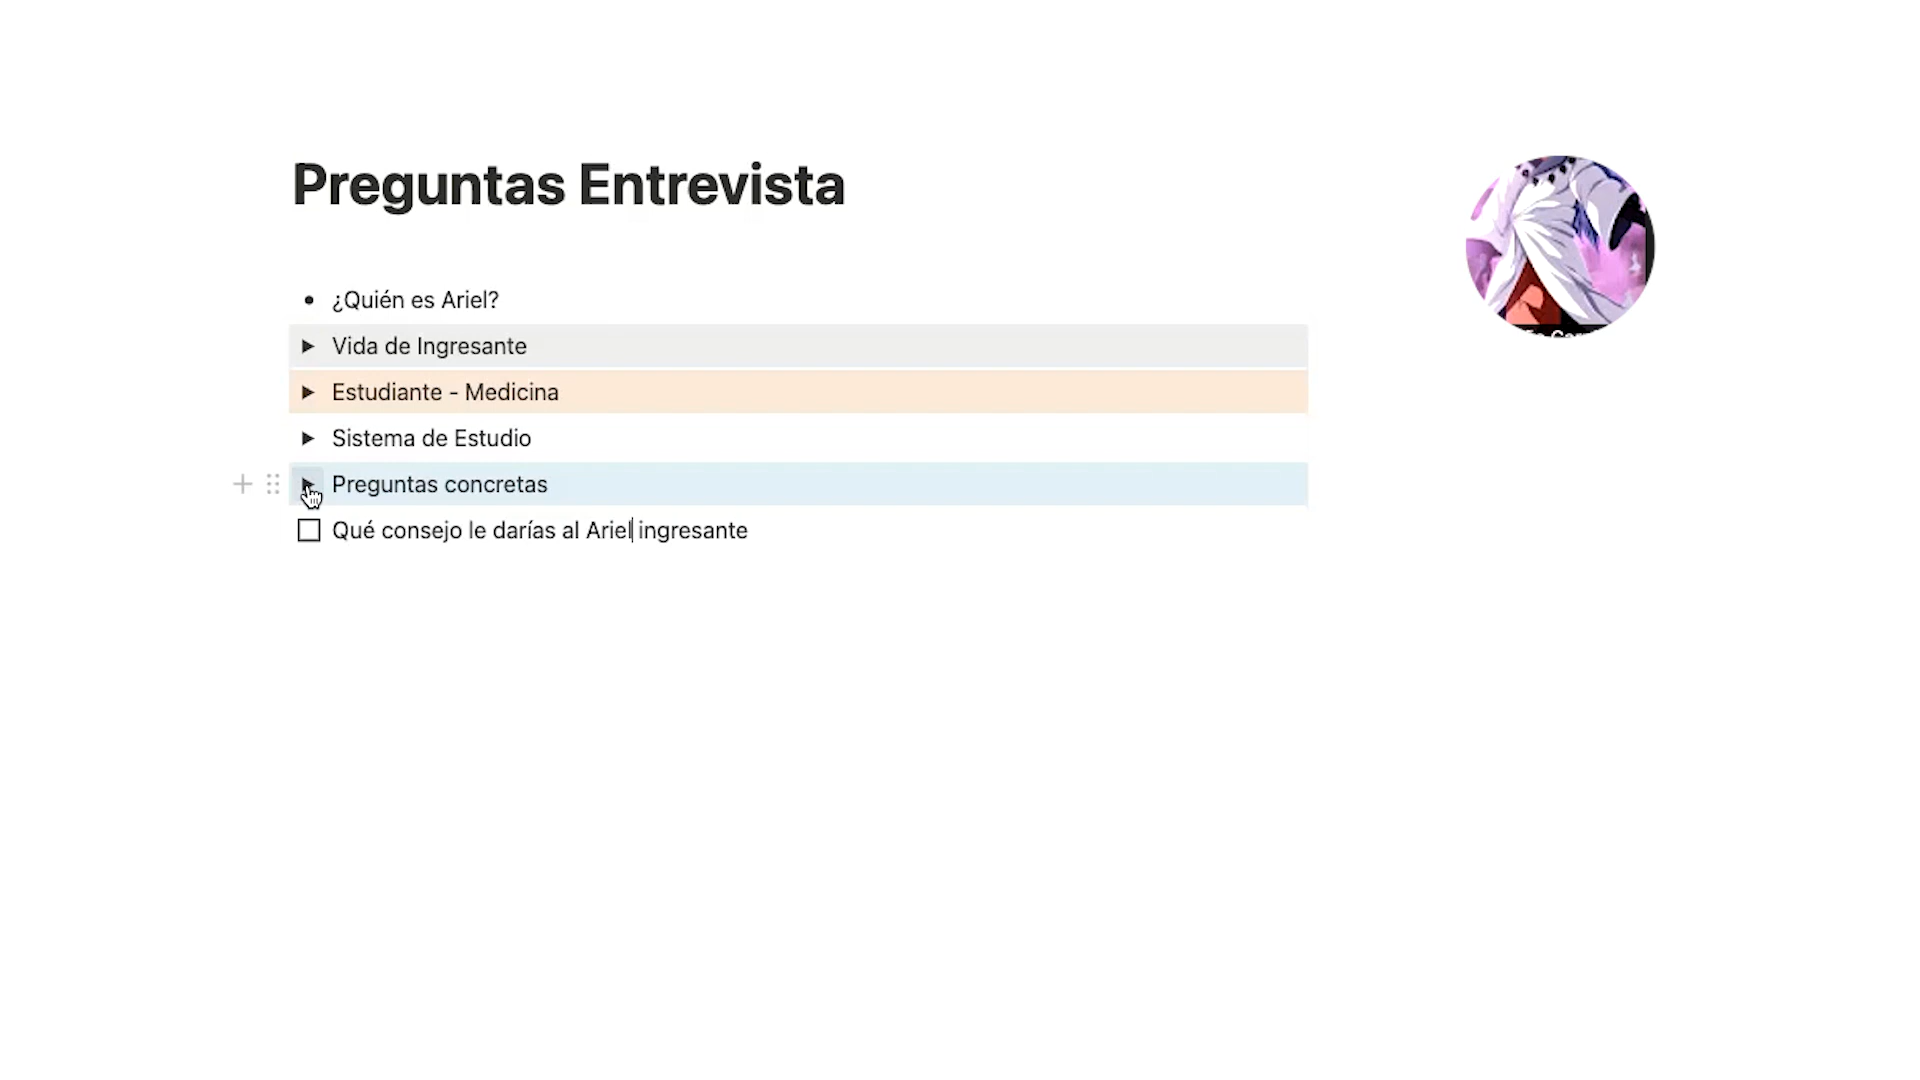 Preguntas Entrevista
¿Quién es Ariel?
Vida de Ingresante
Estudiante - Medicina
Sistema de Estudio
Preguntas concretas
Qué consejo le darías al Ariel ingresante